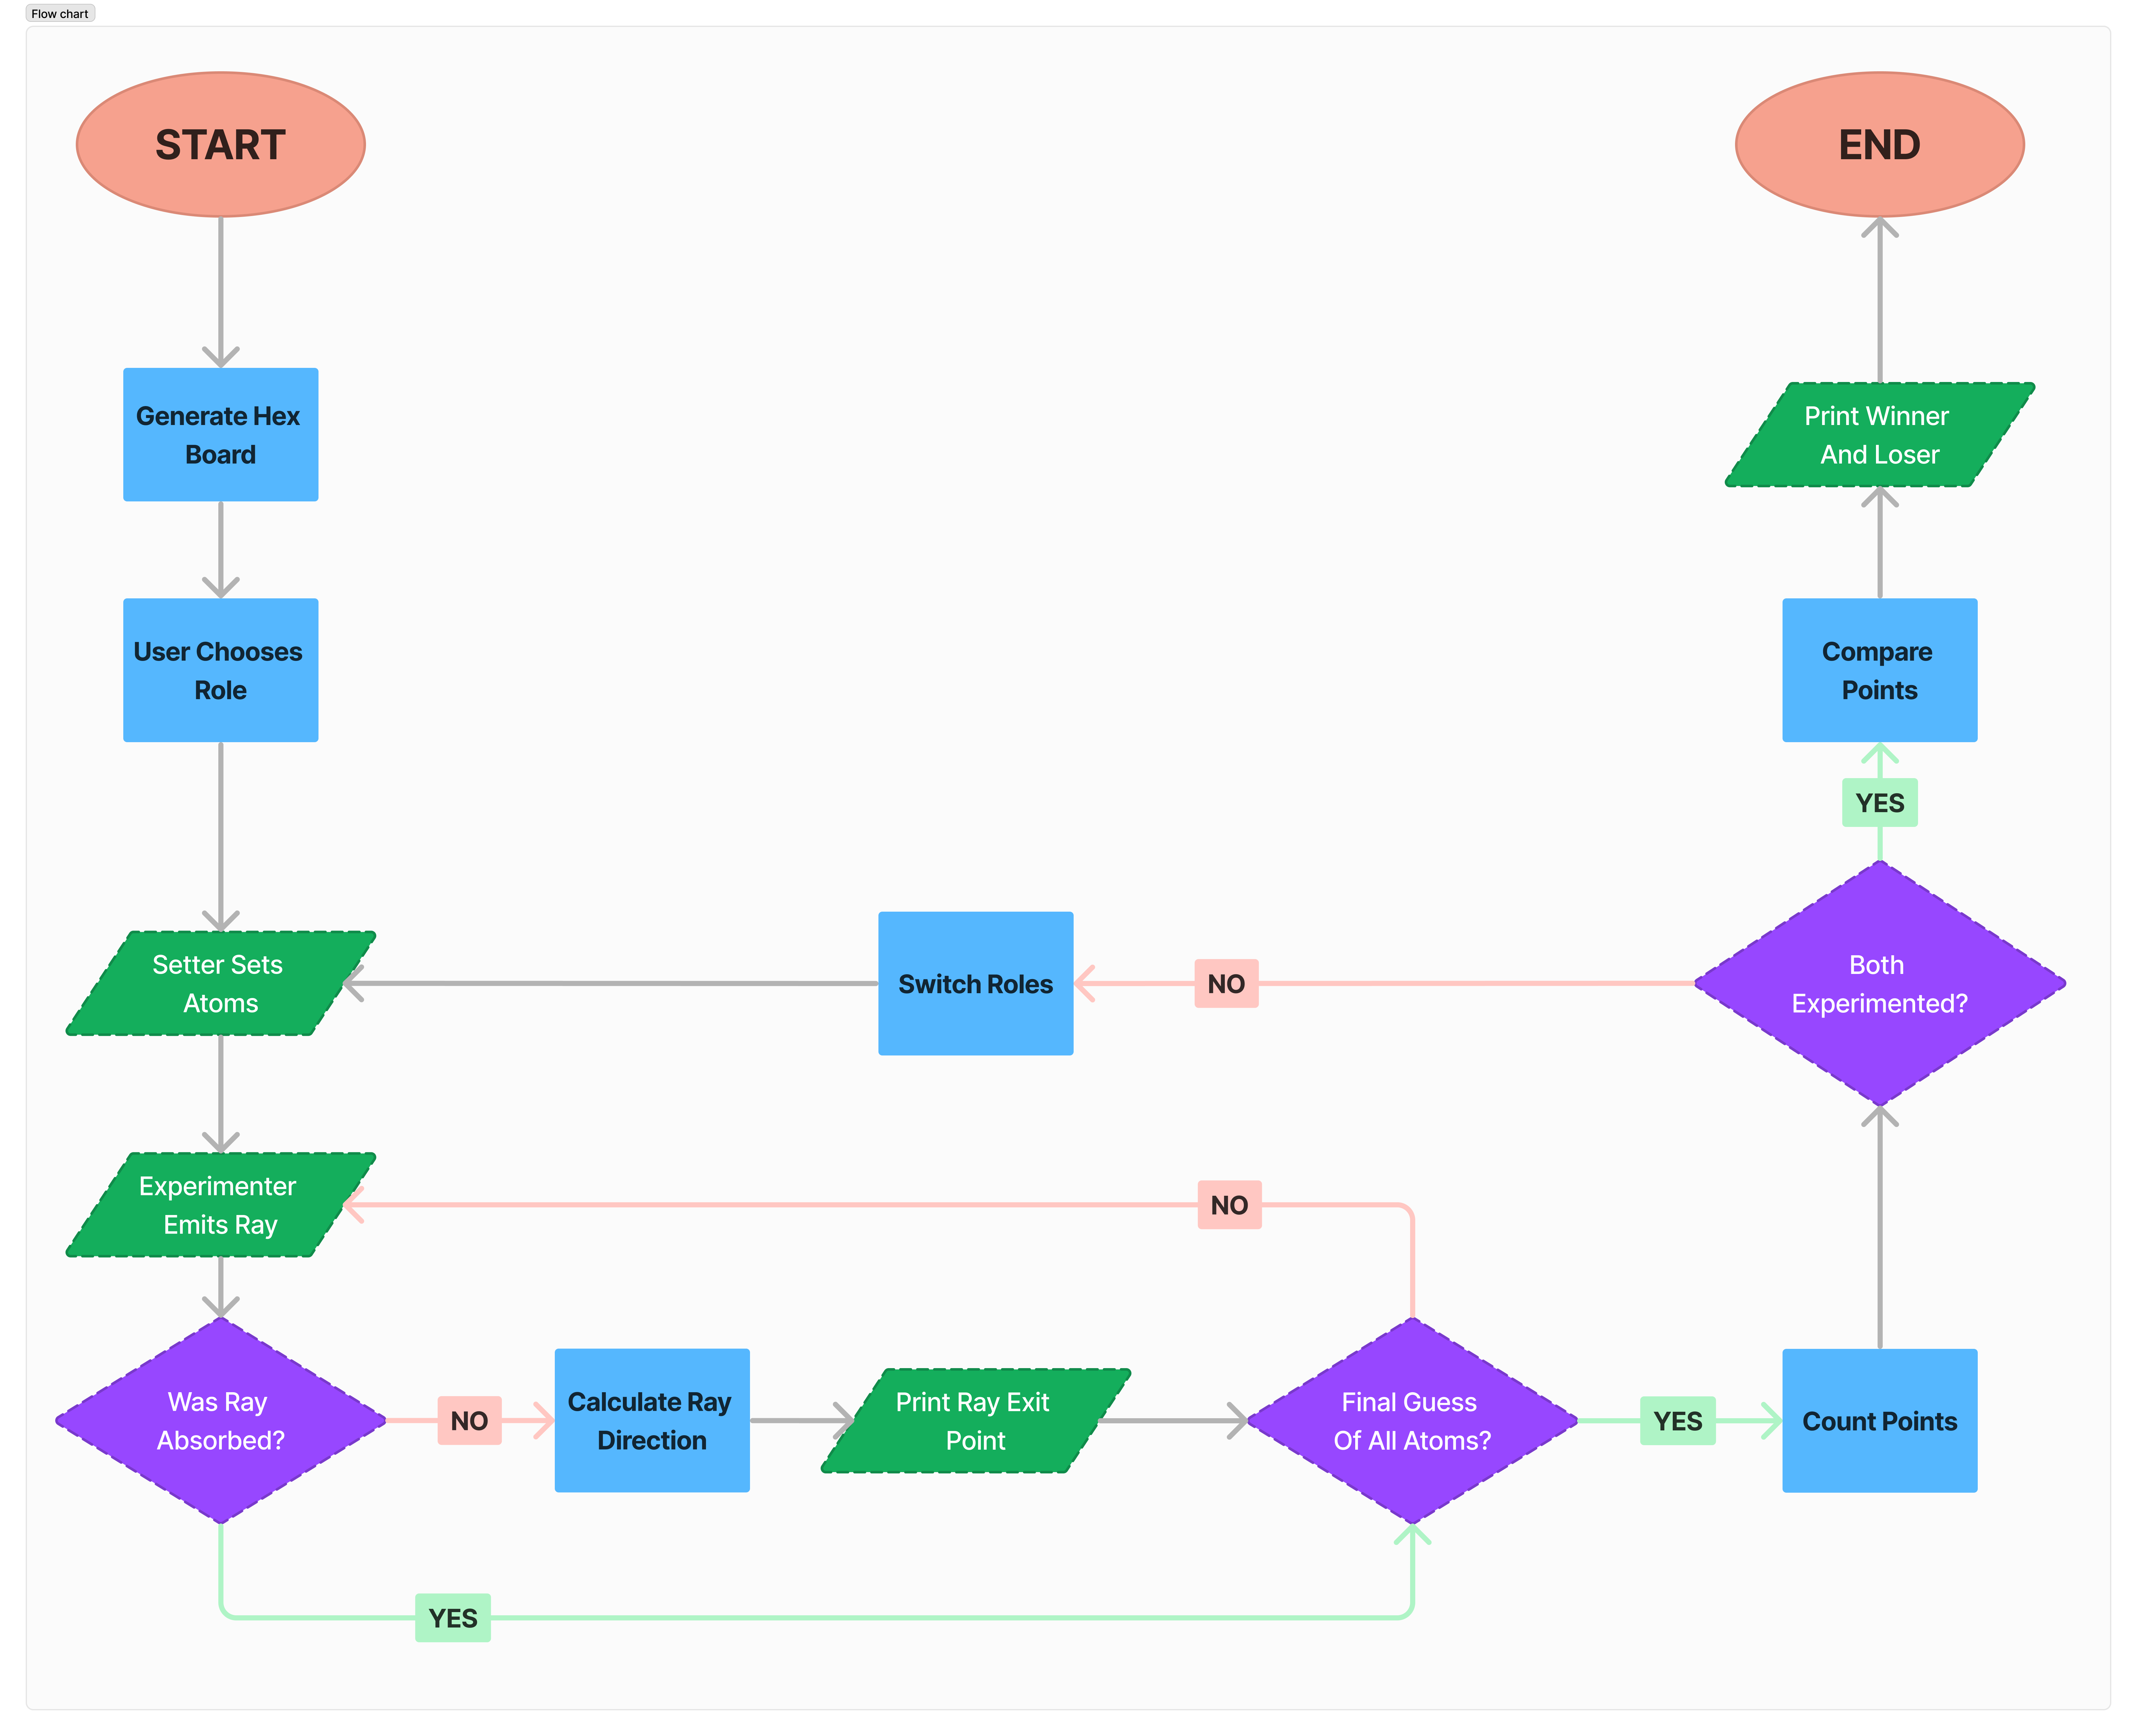 Flow chart
START
END
Generate Hex
Board
Print Winner
And Loser
User Chooses
Role
Compare
Points
YES
Setter Sets
Atoms
Switch Roles
NO
Both
Experimented?
Experimenter
Emits Ray
NO
Was Ray
Absorbed?
NO
Calculate Ray
Direction
Print Ray Exit
Point
Final Guess
Of All Atoms?
YES
Count Points
YES